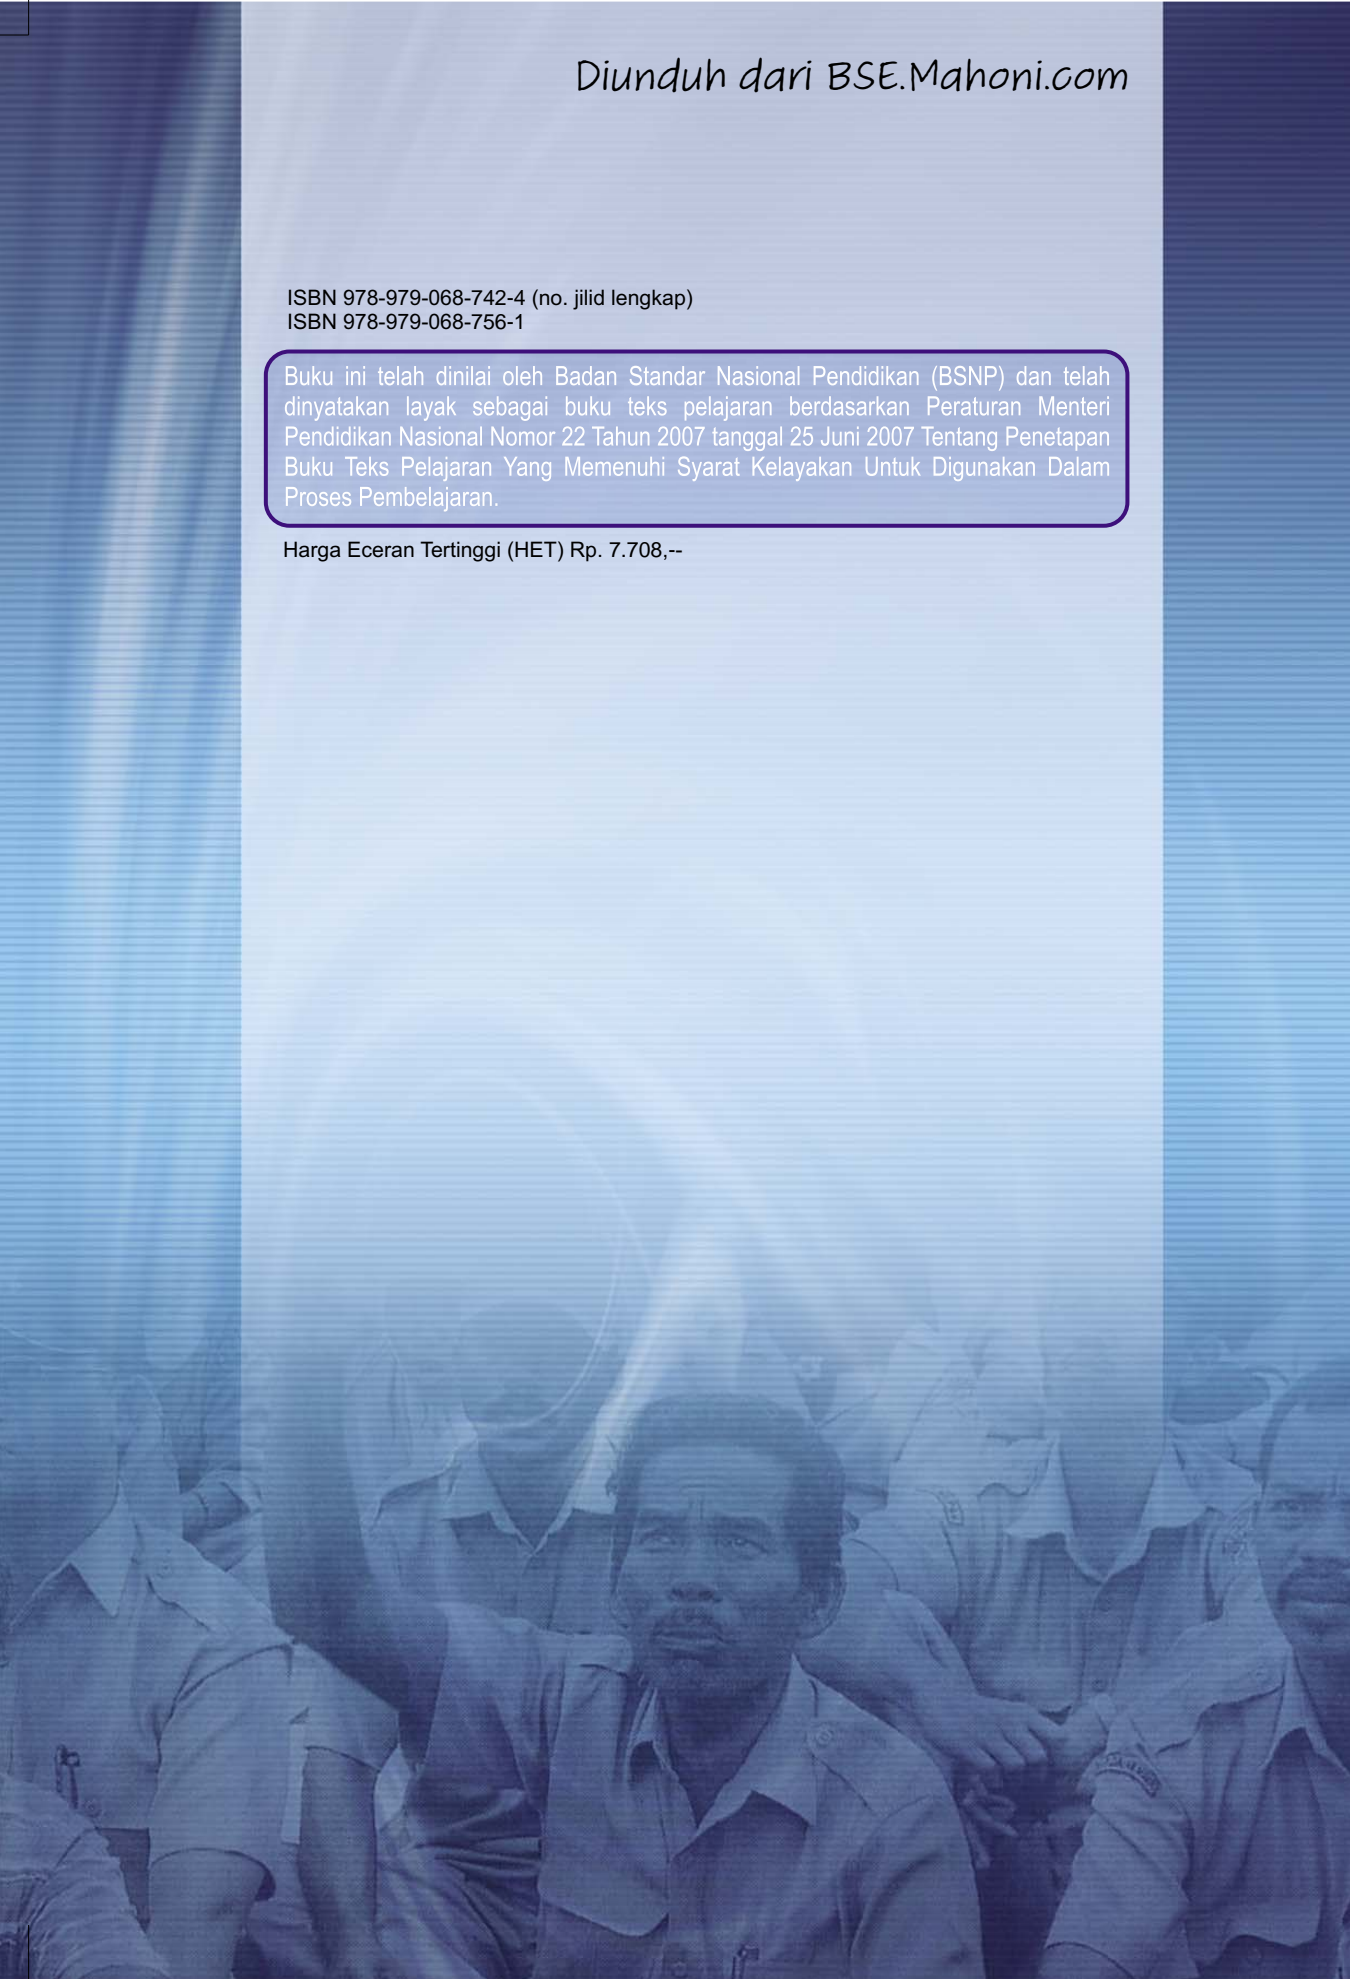 Diunduh dari BSE.Mahoni.com
ISBN 978-979-068-742-4 (no. jilid lengkap)
ISBN 978-979-068-756-1
Buku ini telah dinilai oleh Badan Standar Nasional Pendidikan (BSNP) dan telah
dinyatakan layak sebagai buku teks pelajaran berdasarkan Peraturan Menteri
Pendidikan Nasional Nomor 22 Tahun 2007 tanggal 25 Juni 2007 Tentang Penetapan
Buku Teks Pelajaran Yang Memenuhi Syarat Kelayakan Untuk Digunakan Dalam
Proses Pembelajaran.
Harga Eceran Tertinggi (HET) Rp. 7.708,--